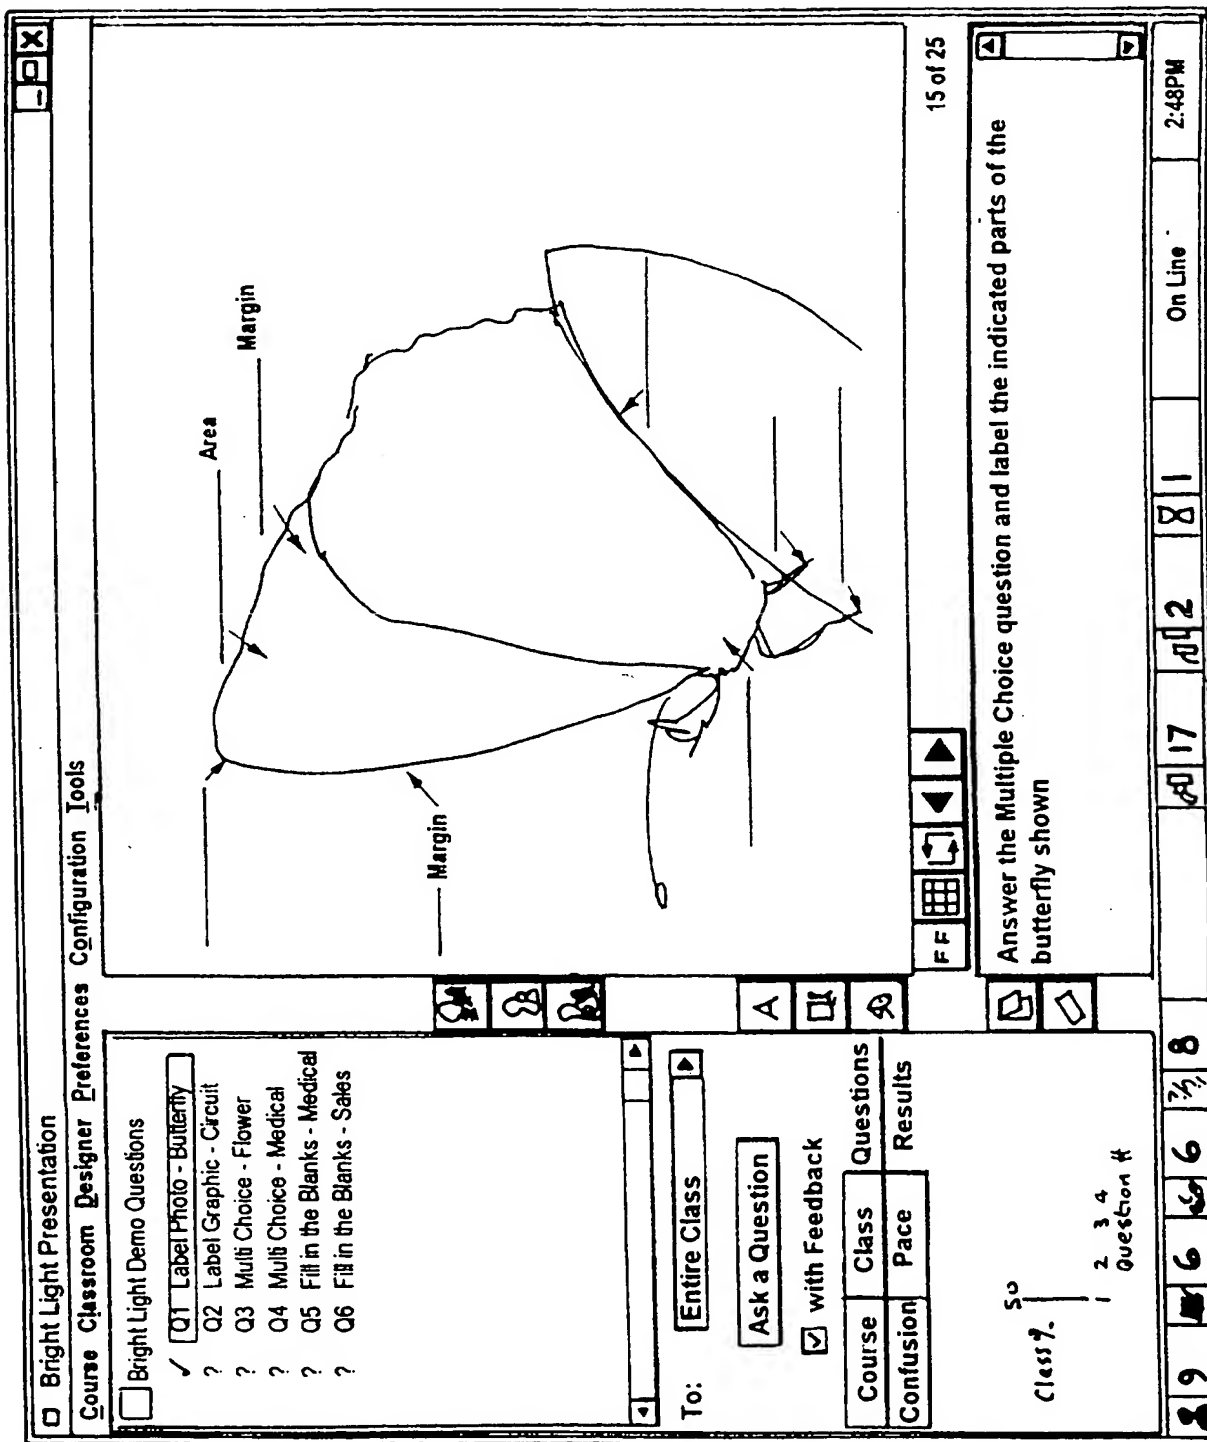 Bright Light Presentation
Course Classroom Designer Preferences Configuration Tools
Bright Light Demo Questions
✓ Q1 Label Photo - Butterfly
? Q2 Label Graphic - Circuit
? Q3 Multi Choice - Flower
? Q4 Multi Choice - Medical
? Q5 Fill in the Blanks - Medical
? Q6 Fill in the Blanks - Sales
To: Entire Class
Ask a Question
with Feedback
Course Class Questions
Confusion Pace Results
Class %
50
1 2 3 4
Question #
A
Area
Margin
Margin
FF
15 of 25
Answer the Multiple Choice question and label the indicated parts of the
butterfly shown
9 6 6 8 17 2 1 On Line 2:48PM